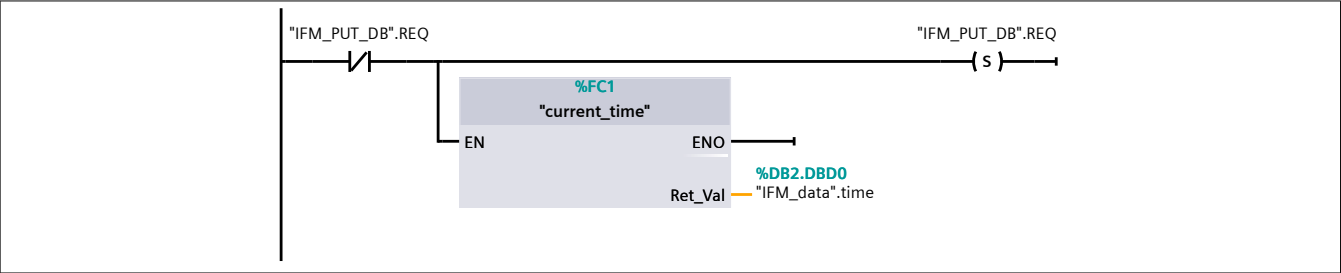 "IFM_PUT_DB".REQ
"IFM_PUT_DB".REQ
S
%FC1
"current_time"
EN
ENO
%DB2.DBD0
Ret_Val
"IFM_data".time